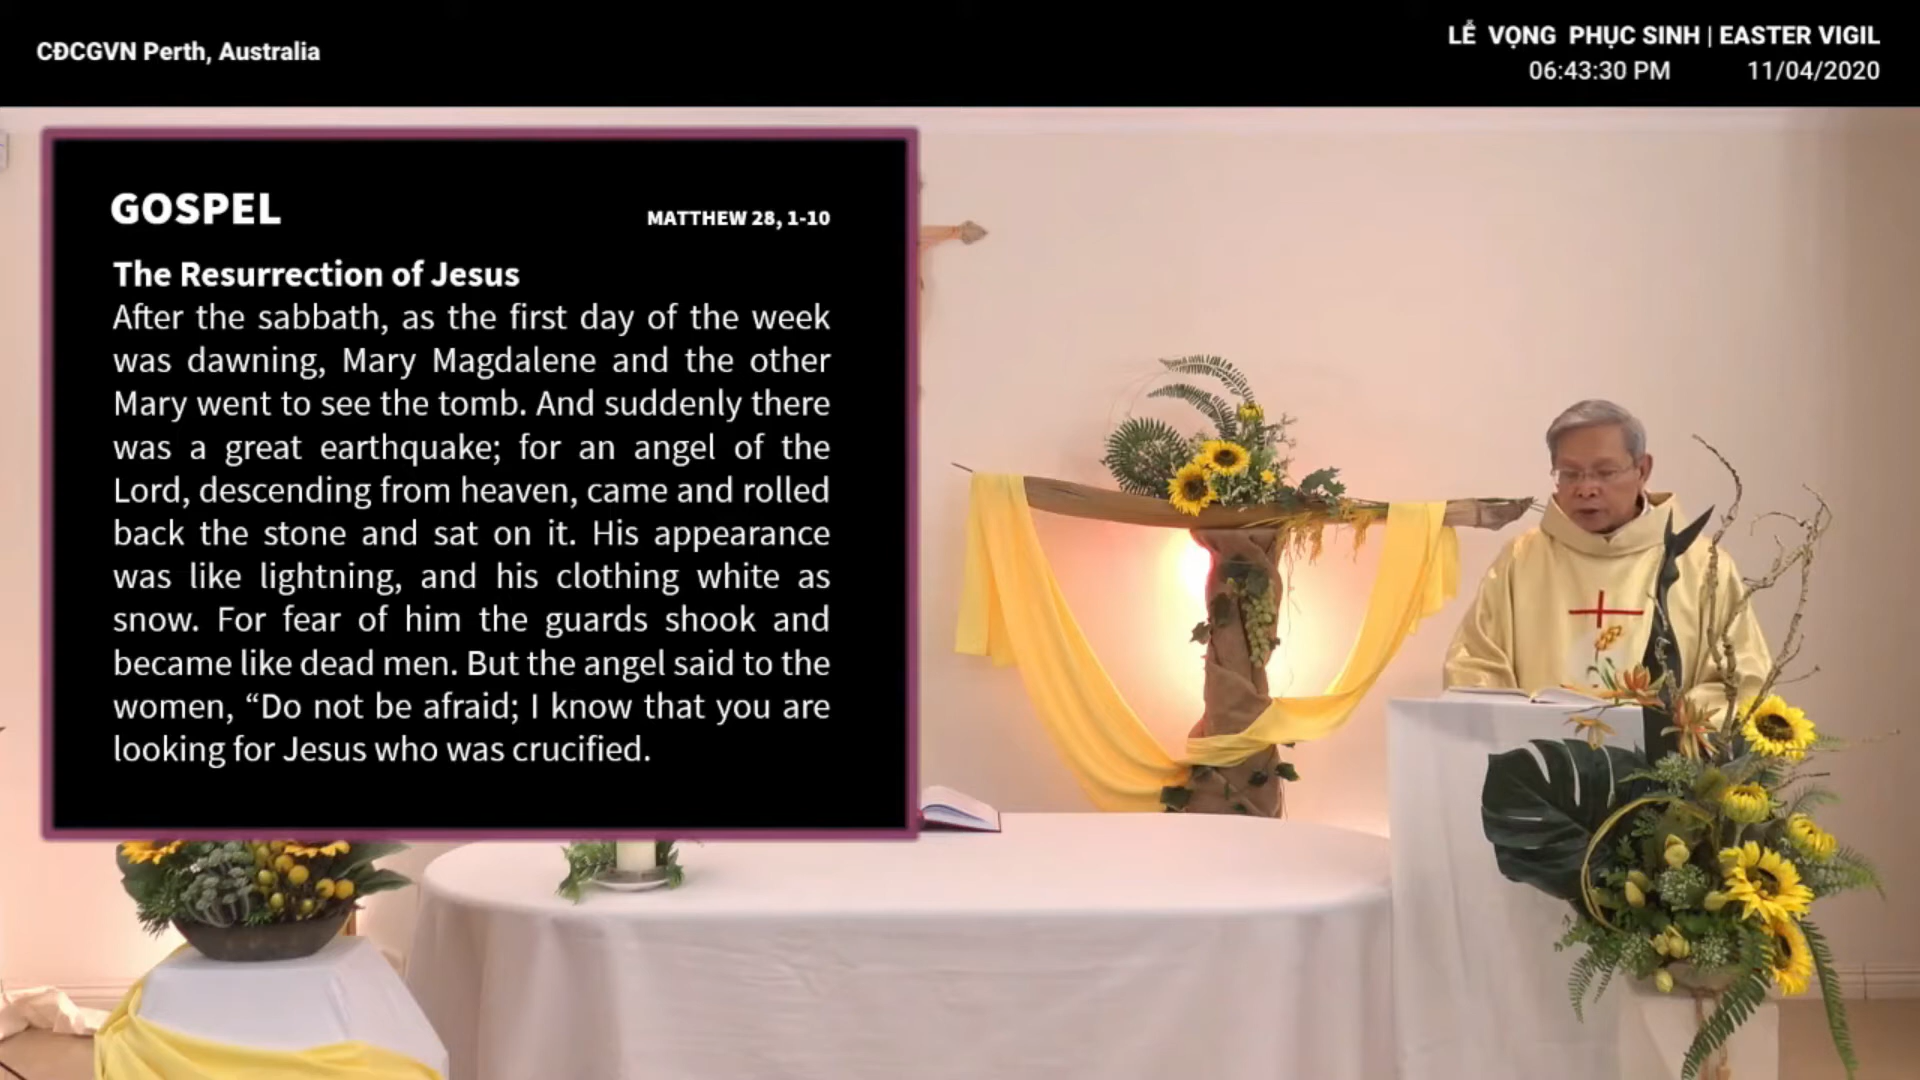 CĐCGVN Perth, Australia
LỄ VỌNG PHỤC SINH | EASTER VIGIL
06:43:30 PM 11/04/2020
GOSPEL
MATTHEW 28, 1-10
The Resurrection of Jesus
After the sabbath, as the first day of the week
was dawning, Mary Magdalene and the other
Mary went to see the tomb. And suddenly there
was a great earthquake; for an angel of the
Lord, descending from heaven, came and rolled
back the stone and sat on it. His appearance
was like lightning, and his clothing white as
snow. For fear of him the guards shook and
became like dead men. But the angel said to the
women, “Do not be afraid; I know that you are
looking for Jesus who was crucified.